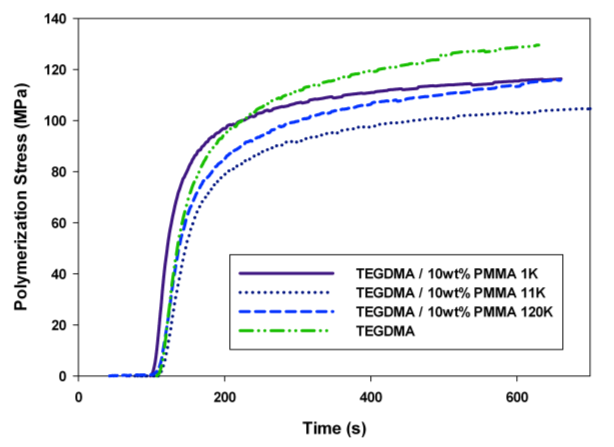 140
120
100
80
60
40
20
0
Polymerization Stress (MPa)
TEGDMA / 10wt% PMMA 1K
TEGDMA / 10wt% PMMA 11K
TEGDMA / 10wt% PMMA 120K
TEGDMA
0 200 400 600
Time (s)